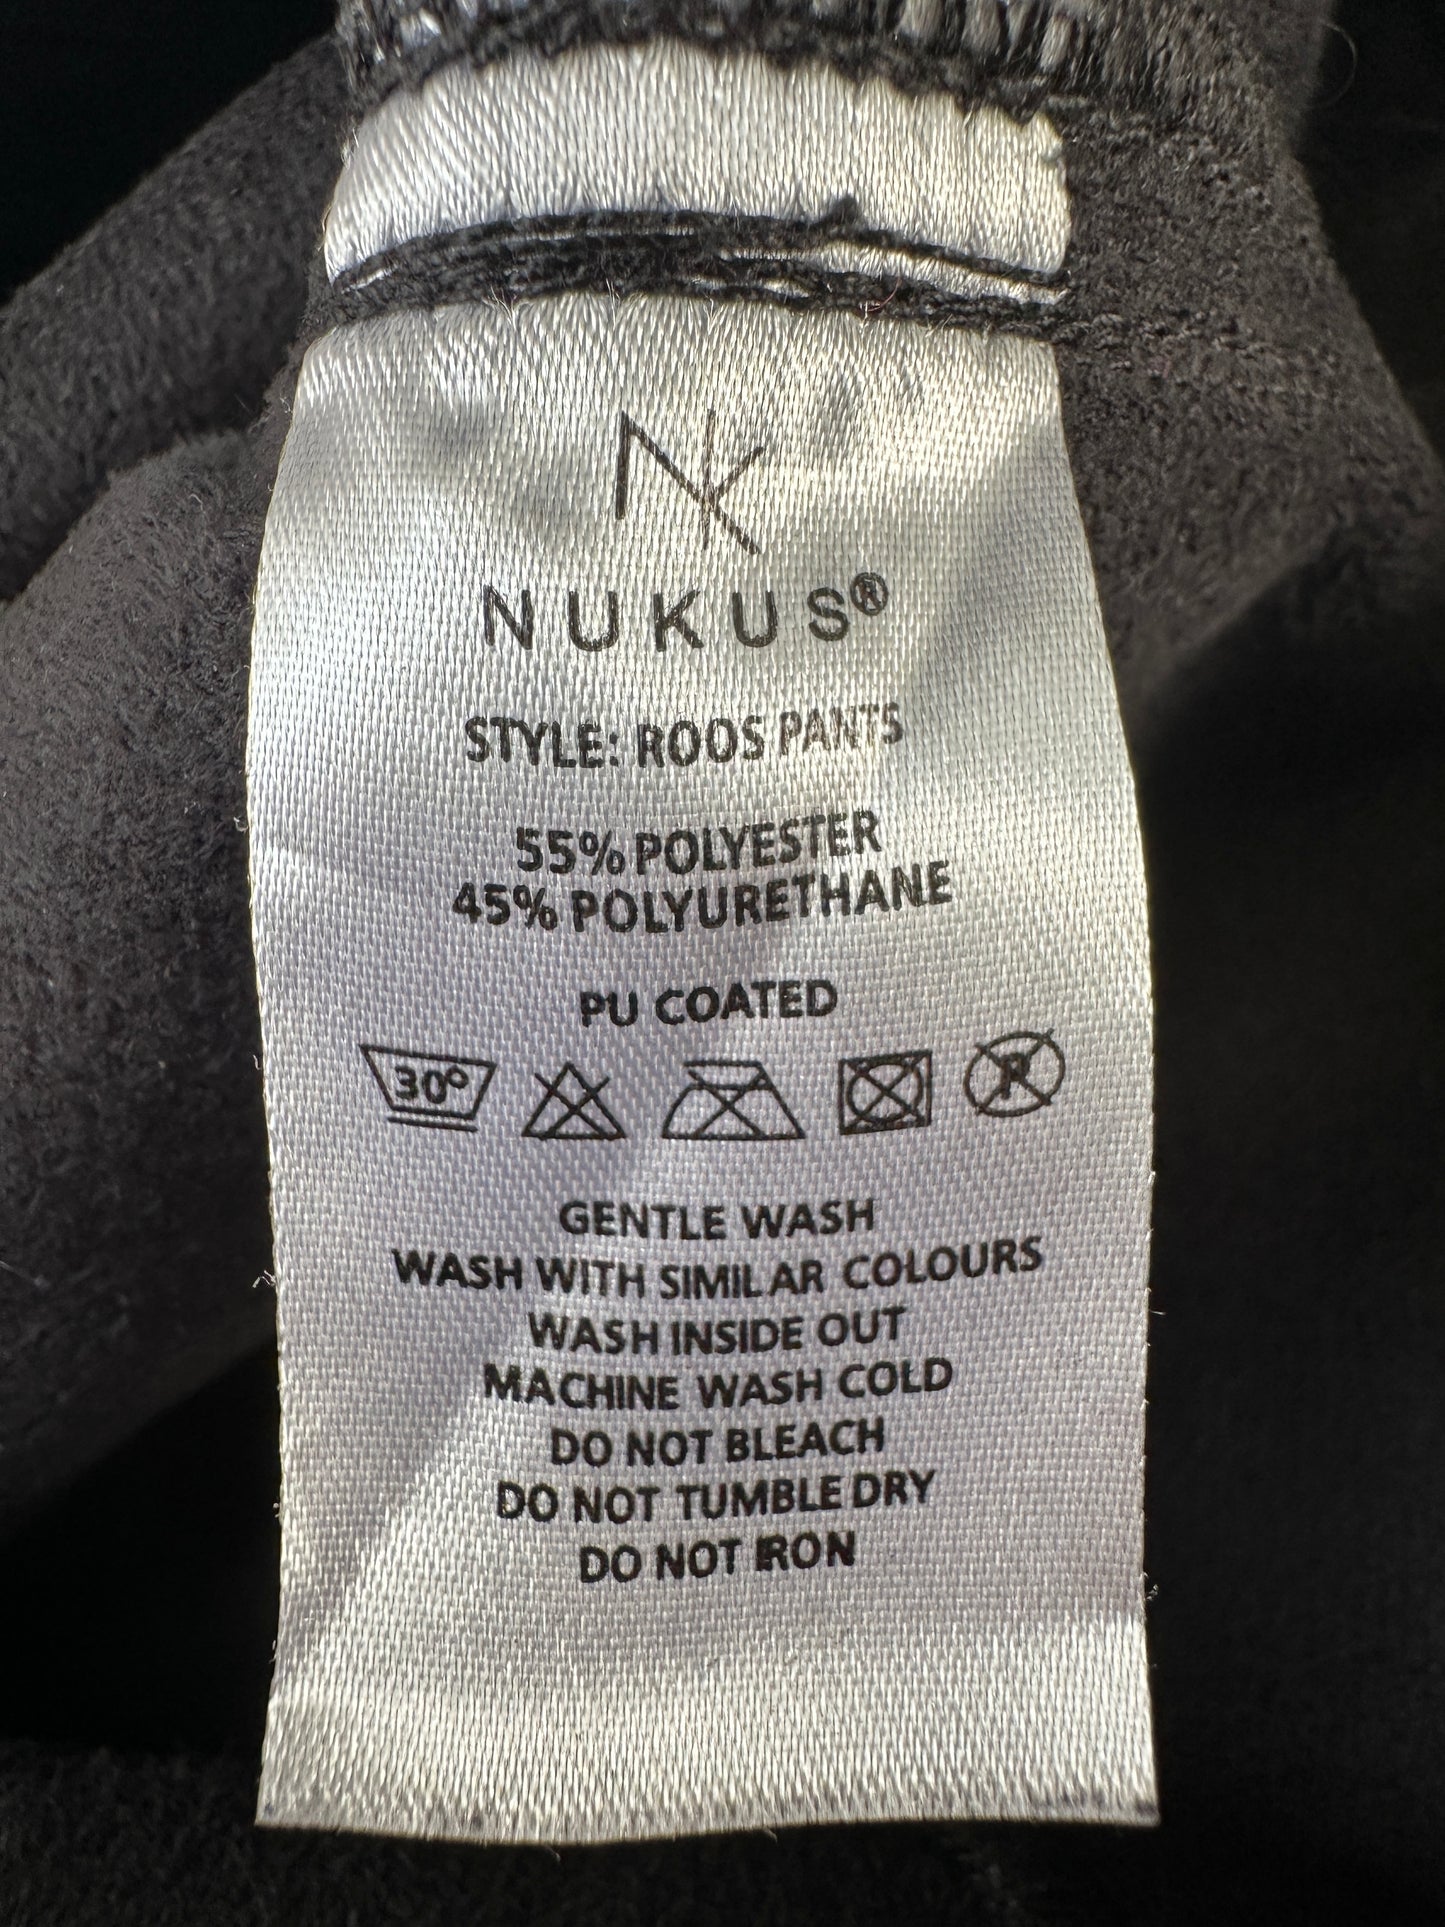 NK
NUKUS®
STYLE: ROOS PANTS
55% POLYESTER
45% POLYURETHANE
PU COATED
30° P
GENTLE WASH
WASH WITH SIMILAR COLOURS
WASH INSIDE OUT
MACHINE WASH COLD
DO NOT BLEACH
DO NOT TUMBLE DRY
DO NOT IRON